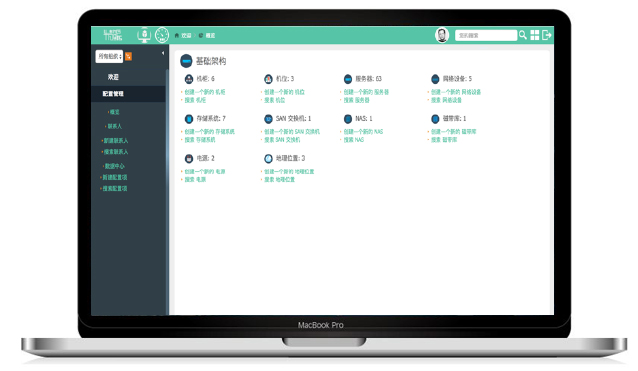 欢迎
概览
您的搜索
所有组织
欢迎
配置管理
概览
联系人
新建联系人
搜索联系人
数据中心
新建配置项
搜索配置项
基础架构
机柜: 6
创建一个新的 机柜
搜索 机柜
机箱: 3
创建一个新的 机箱
搜索 机箱
服务器: 63
创建一个新的 服务器
搜索 服务器
网络设备: 5
创建一个新的 网络设备
搜索 网络设备
存储系统: 7
创建一个新的 存储系统
搜索 存储系统
SAN 交换机: 1
创建一个新的 SAN 交换机
搜索 SAN 交换机
NAS: 1
创建一个新的 NAS
搜索 NAS
磁带库: 1
创建一个新的 磁带库
搜索 磁带库
电源: 2
创建一个新的 电源
搜索 电源
地理位置: 3
创建一个新的 地理位置
搜索 地理位置
MacBook Pro